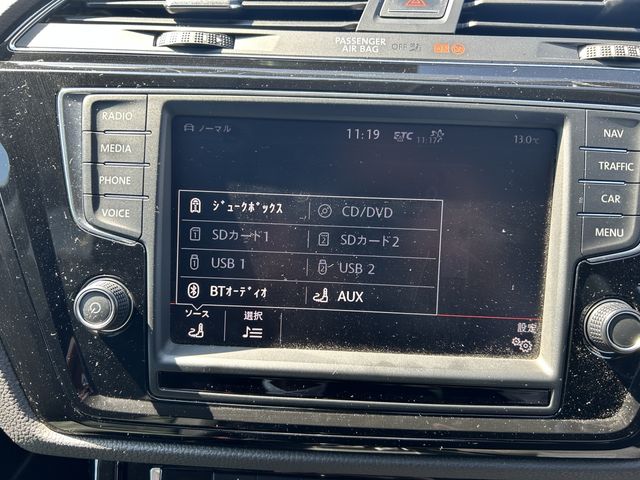 PASSENGER
AIR BAG OFF
RADIO
MEDIA
PHONE
VOICE
NAV
TRAFFIC
CAR
MENU
ノーマル 11:19 ETC 11:17 13.0℃
ジュークボックス CD/DVD
SDカード1 SDカード2
USB 1 USB 2
BTオーディオ AUX
ソース 選択 設定